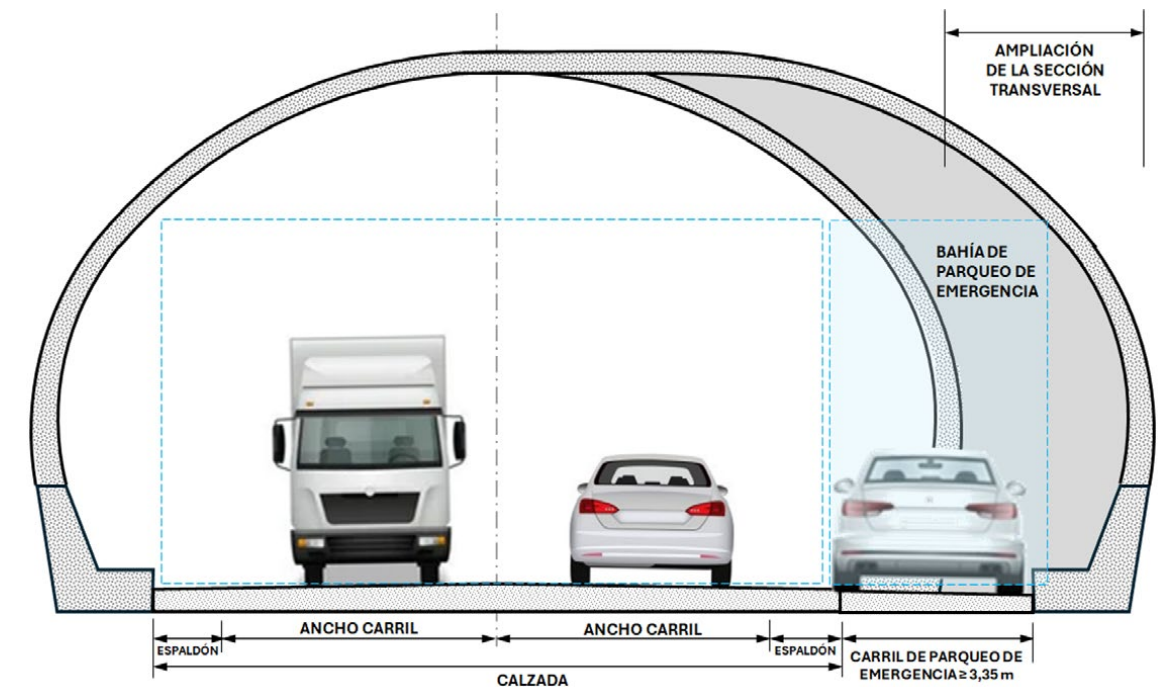 AMPLIACIÓN
DE LA SECCIÓN
TRANSVERSAL
BAHÍA DE
PARQUEO DE
EMERGENCIA
ESPALDÓN
ANCHO CARRIL
ANCHO CARRIL
ESPALDÓN
CARRIL DE PARQUEO DE
EMERGENCIA ≥ 3,35 m
CALZADA